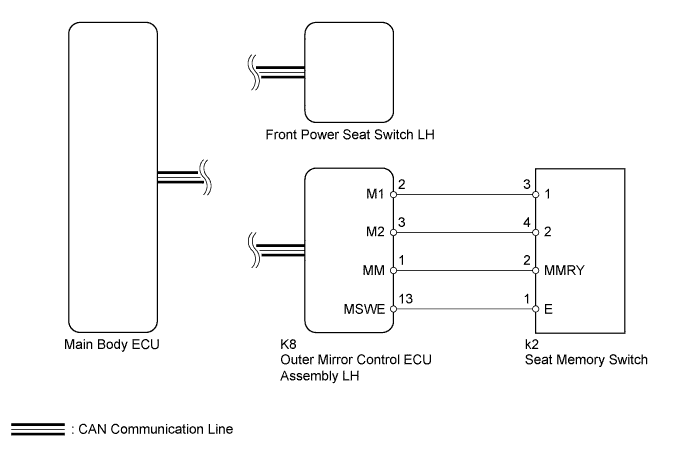 Front Power Seat Switch LH
M1 2 3 1
M2 3 4 2
MM 1 2 MMRY
MSWE 13 1 E
Main Body ECU
K8
Outer Mirror Control ECU
Assembly LH
k2
Seat Memory Switch
: CAN Communication Line